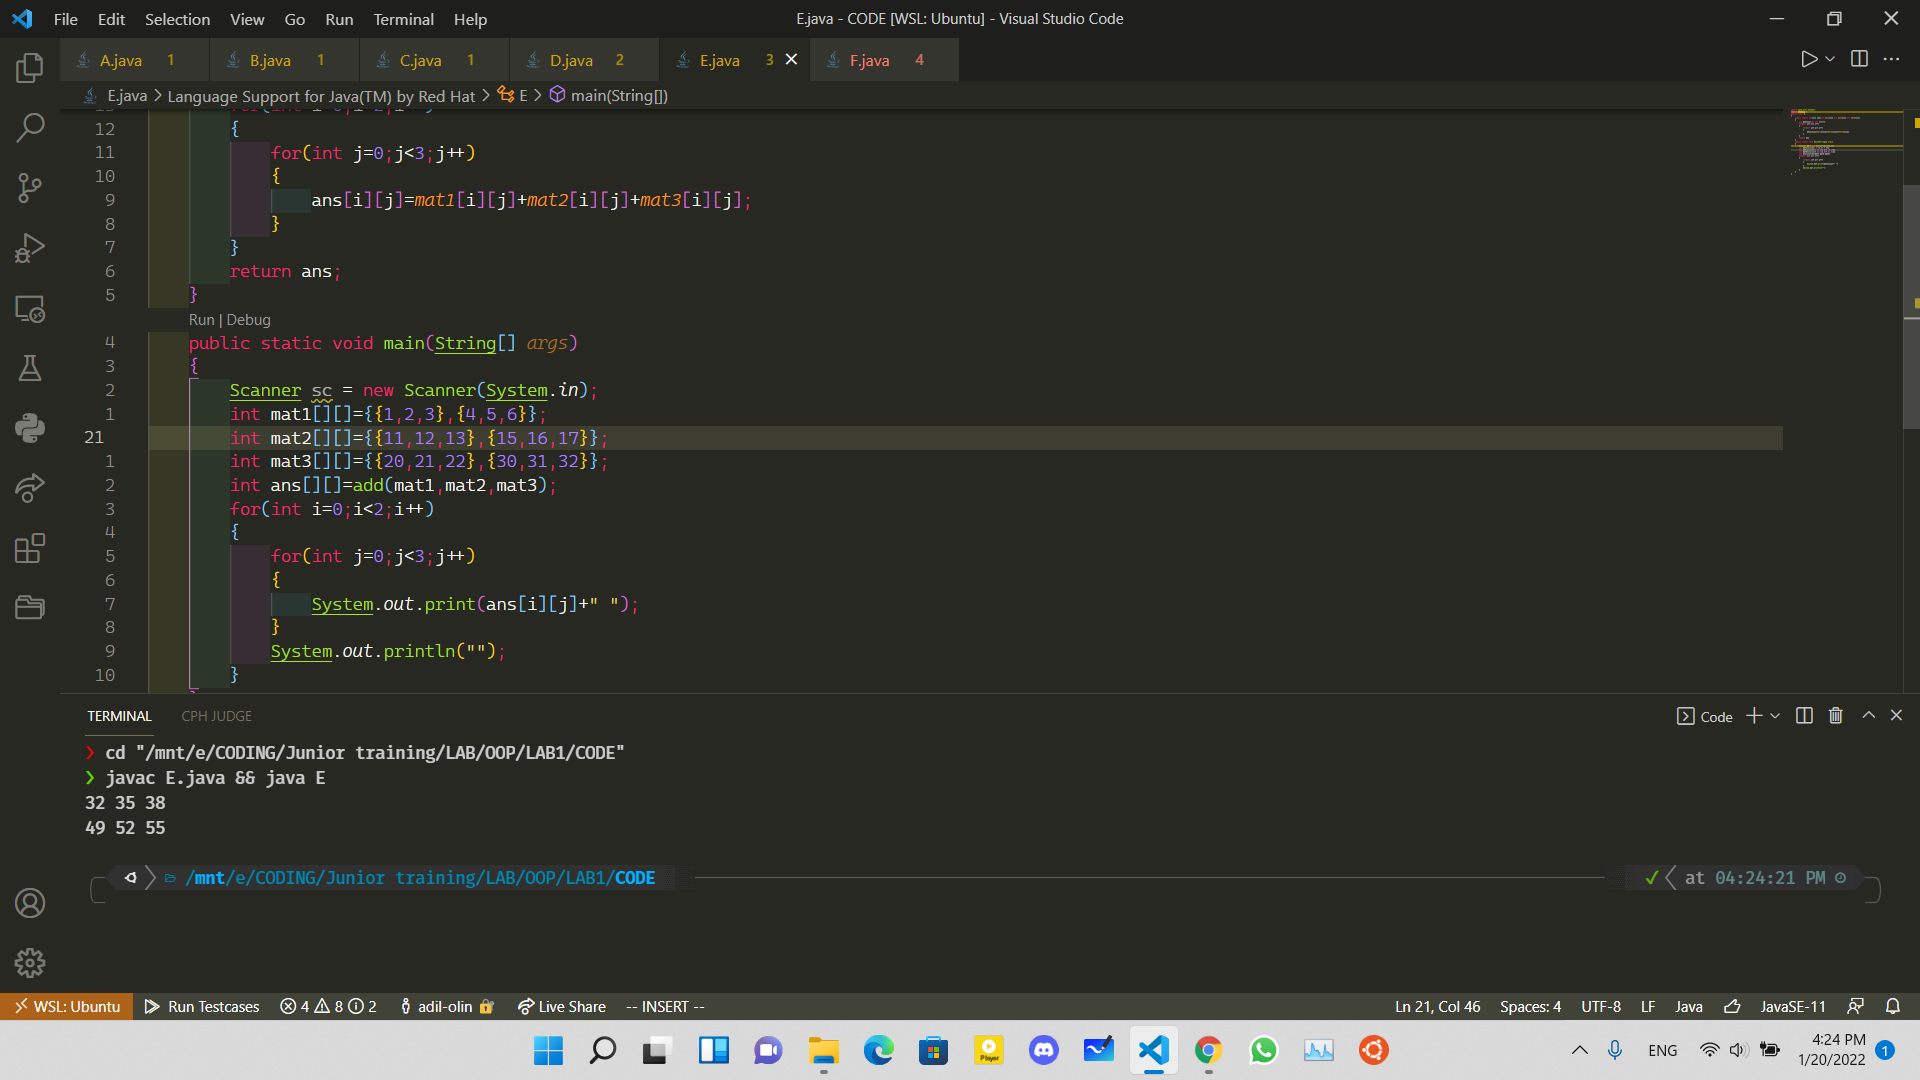 File Edit Selection View Go Run Terminal Help
E.java - CODE [WSL: Ubuntu] - Visual Studio Code
A.java 1 B.java 1 C.java 1 D.java 2 E.java 3 F.java 4
E.java > Language Support for Java(TM) by Red Hat > E > main(String[])
12 {
11 for(int j=0;j<3;j++)
10 {
9 ans[i][j]=mat1[i][j]+mat2[i][j]+mat3[i][j];
8 }
7 }
6 return ans;
5 }
Run | Debug
4 public static void main(String[] args)
3 {
2 Scanner sc = new Scanner(System.in);
1 int mat1[][]={{1,2,3},{4,5,6}};
21 int mat2[][]={{11,12,13},{15,16,17}};
1 int mat3[][]={{20,21,22},{30,31,32}};
2 int ans[][]=add(mat1,mat2,mat3);
3 for(int i=0;i<2;i++)
4 {
5 for(int j=0;j<3;j++)
6 {
7 System.out.print(ans[i][j]+" ");
8 }
9 System.out.println("");
10 }
TERMINAL CPH JUDGE
Code
❯ cd "/mnt/e/CODING/Junior training/LAB/OOP/LAB1/CODE"
❯ javac E.java && java E
32 35 38
49 52 55
/mnt/e/CODING/Junior training/LAB/OOP/LAB1/CODE
✓ at 04:24:21 PM
WSL: Ubuntu Run Testcases 4 8 2 adil-olin Live Share -- INSERT --
Ln 21, Col 46 Spaces: 4 UTF-8 LF Java JavaSE-11
Player
ENG
4:24 PM
1/20/2022
1